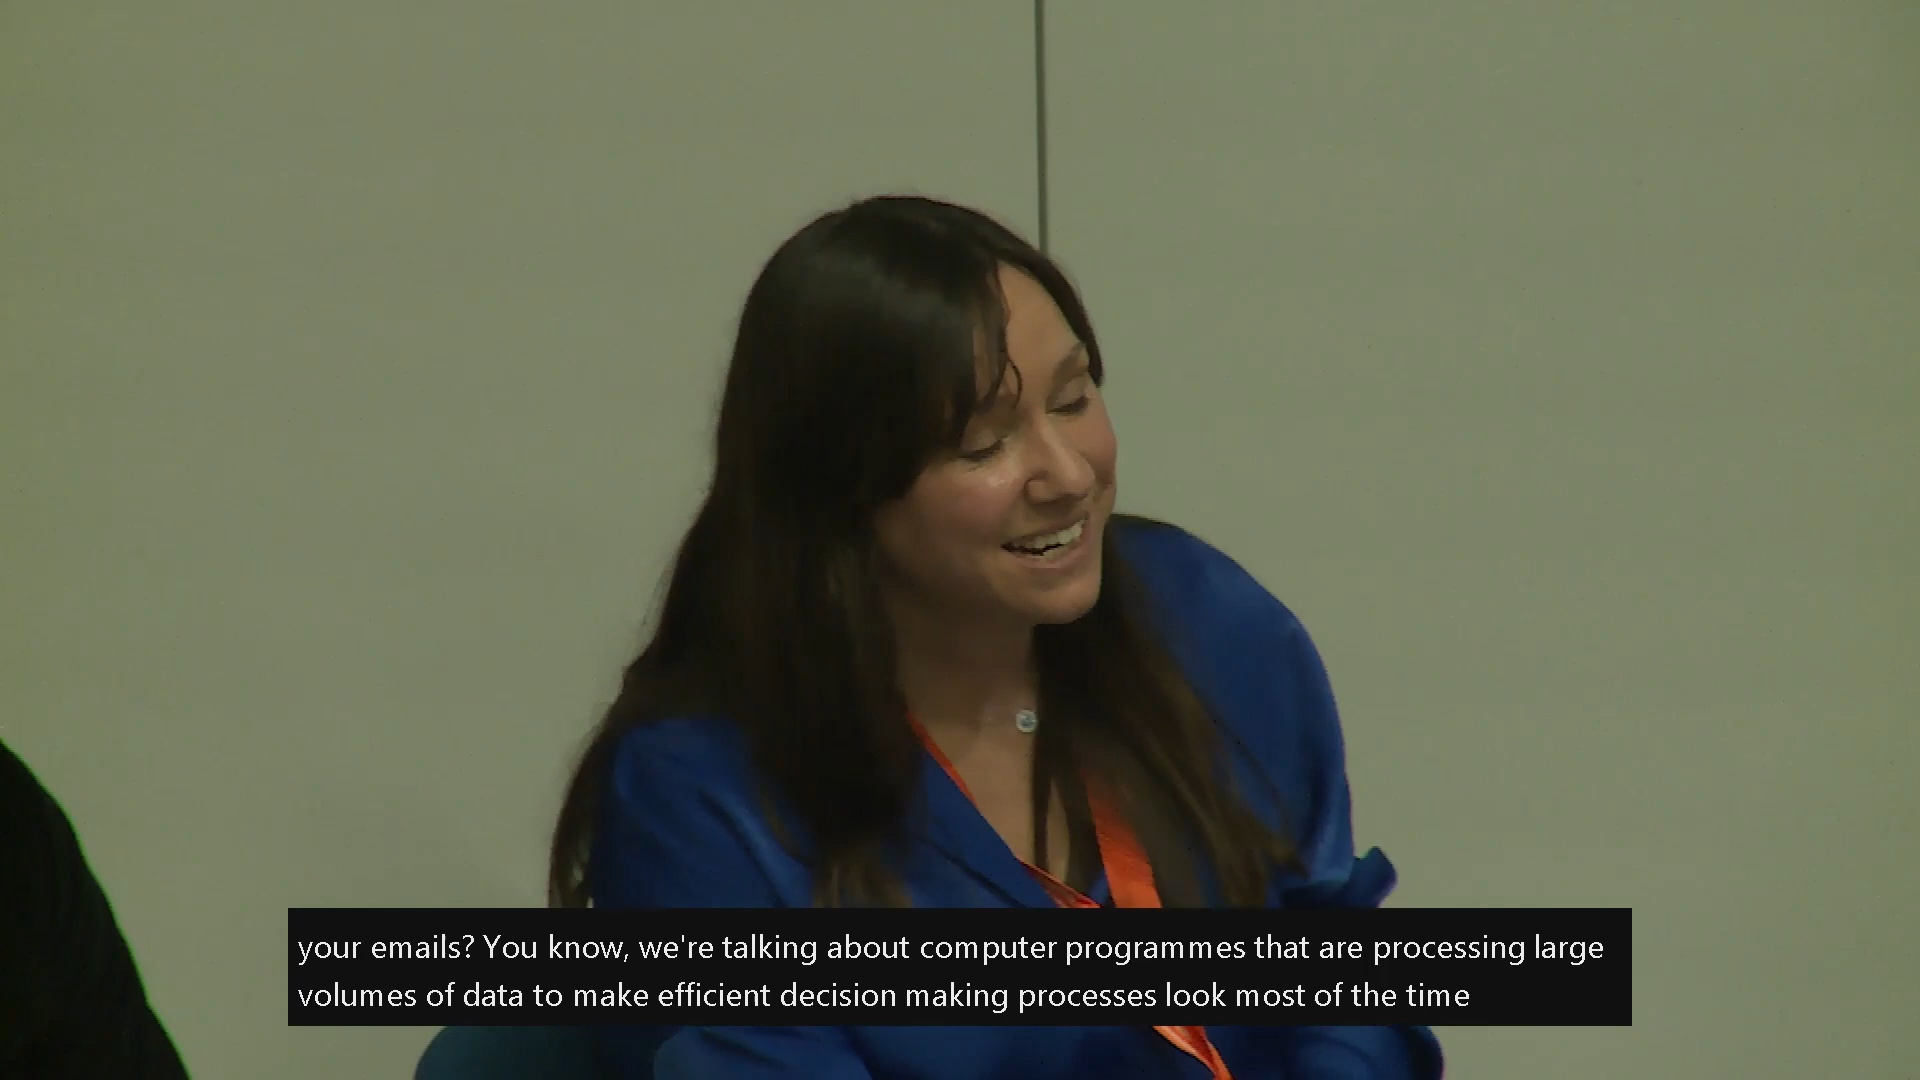 your emails? You know, we're talking about computer programmes that are processing large
volumes of data to make efficient decision making processes look most of the time